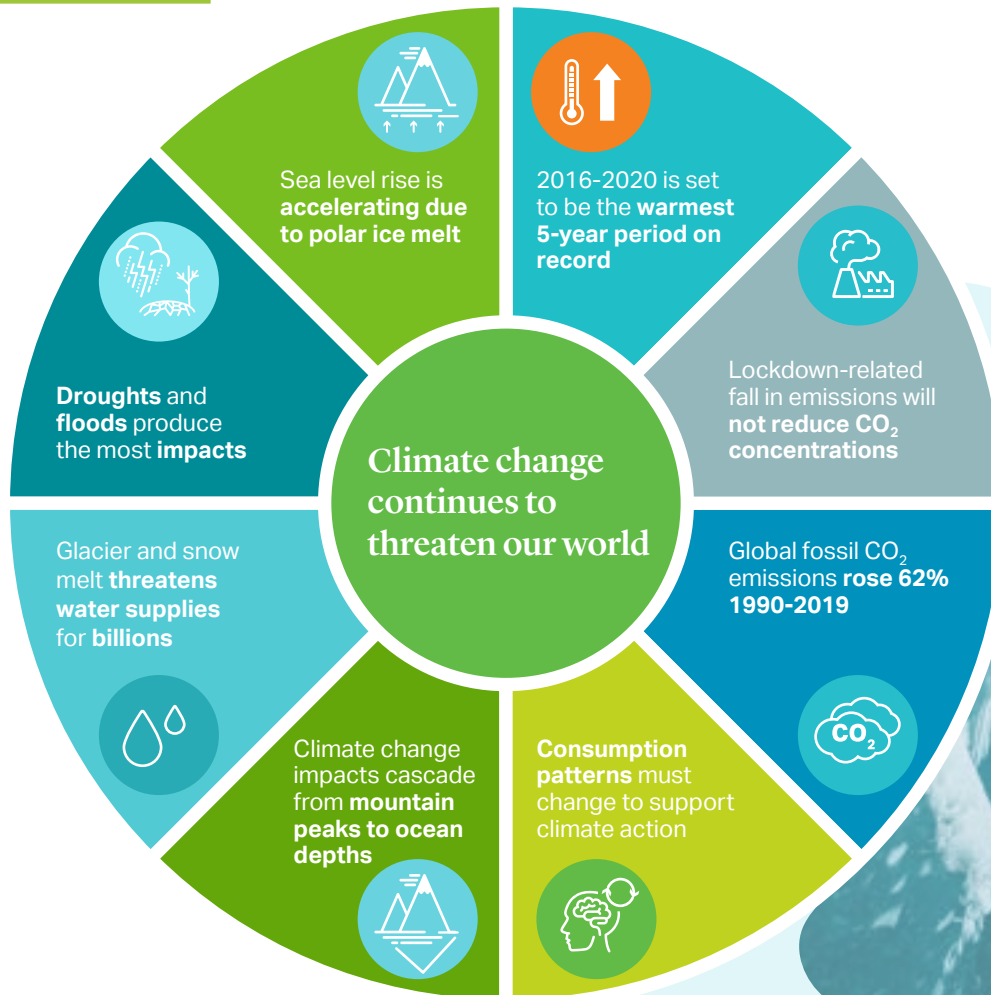 Sea level rise is
accelerating due
to polar ice melt
2016-2020 is set
to be the warmest
5-year period on
record
Lockdown-related
fall in emissions will
not reduce CO₂
concentrations
Global fossil CO₂
emissions rose 62%
1990-2019
CO₂
Consumption
patterns must
change to support
climate action
Climate change
impacts cascade
from mountain
peaks to ocean
depths
Glacier and snow
melt threatens
water supplies
for billions
Droughts and
floods produce
the most impacts
Climate change
continues to
threaten our world